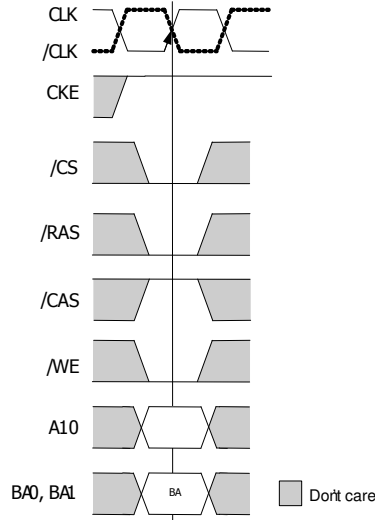 CLK
/CLK
CKE
/CS
/RAS
/CAS
/WE
A10
BA0, BA1
BA
Don't care